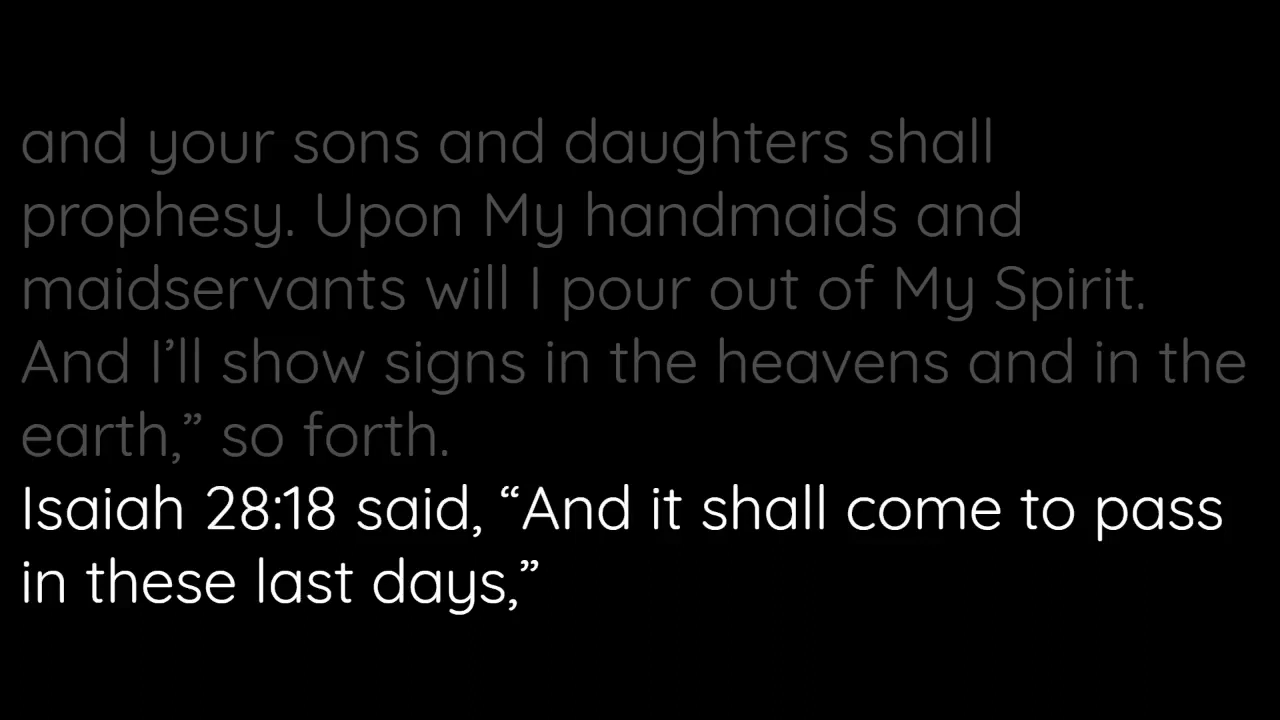 and your sons and daughters shall
prophesy. Upon My handmaids and
maidservants will I pour out of My Spirit.
And I’ll show signs in the heavens and in the
earth,” so forth.
Isaiah 28:18 said, “And it shall come to pass
in these last days,”